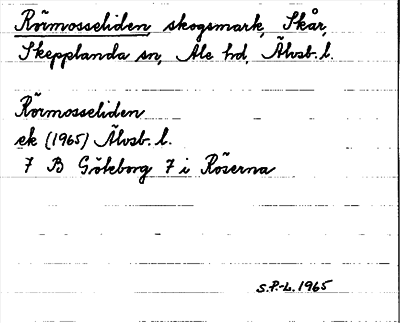 Rörmosseliden, skogsmark, Skår,
Skepplanda sn, Ale hd, Älvsb. l.
Rörmosseliden
ek (1965) Älvsb. l.
7 B Göteborg 7 i Röserna
S.P.-L. 1965